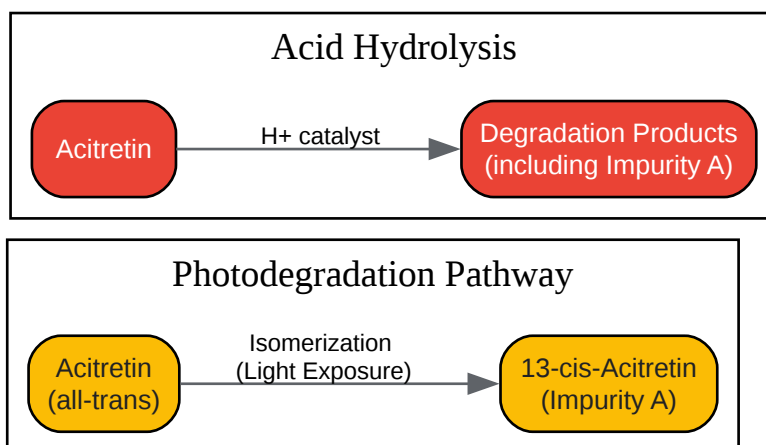 Acid Hydrolysis
Acitretin
H+ catalyst
Degradation Products
(including Impurity A)
Photodegradation Pathway
Acitretin
(all-trans)
Isomerization
(Light Exposure)
13-cis-Acitretin
(Impurity A)